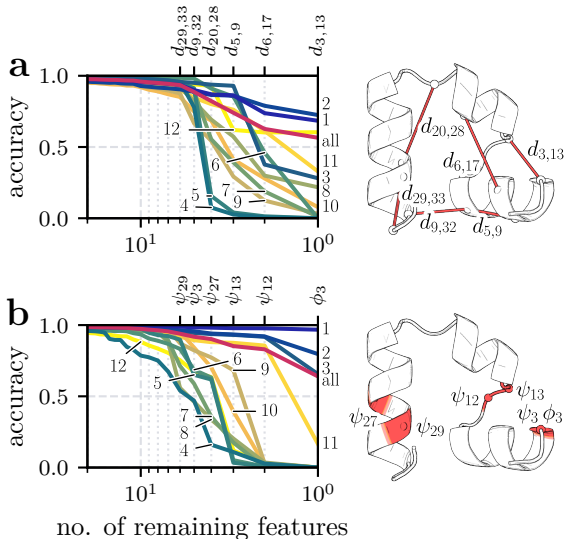 a
d29,33
d9,32
d20,28
d5,9
d6,17
d3,13
1.0
0.5
0.0
accuracy
12
6
5
4
7
9
2
1
all
11
3
8
10
10¹
10⁰
d20,28
d3,13
d6,17
d29,33
d9,32
d5,9
b
ψ29
ψ3
ψ27
ψ13
ψ12
ϕ3
1.0
0.5
0.0
accuracy
12
6
9
5
10
7
8
4
1
2
3
all
11
10¹
10⁰
no. of remaining features
ψ12
ψ13
ψ27
ψ29
ψ3 ϕ3